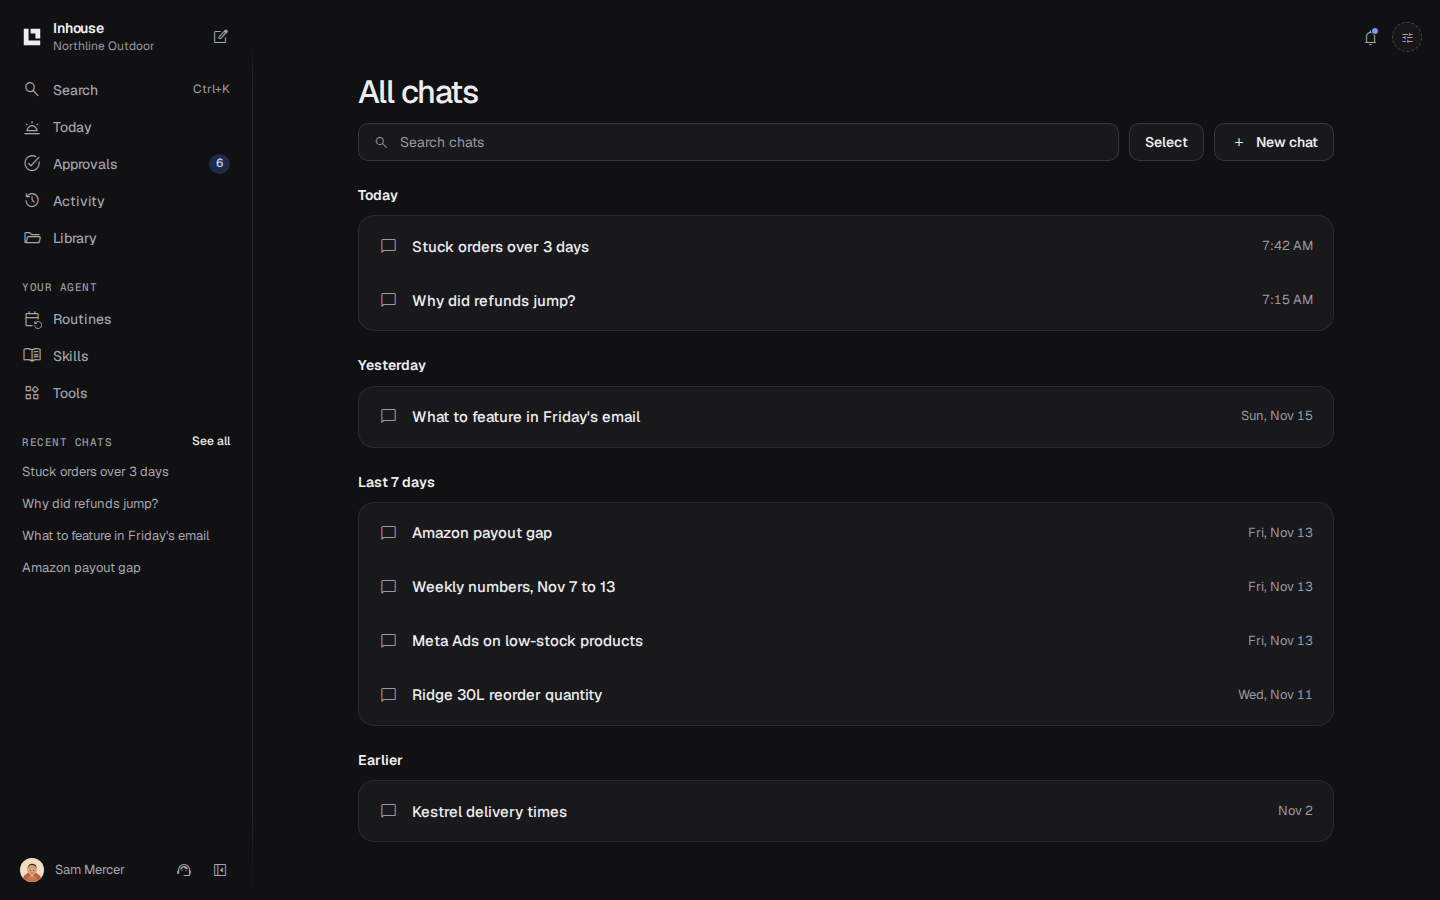 Inhouse
Northline Outdoor
Search Ctrl+K
Today
Approvals 6
Activity
Library
YOUR AGENT
Routines
Skills
Tools
RECENT CHATS See all
Stuck orders over 3 days
Why did refunds jump?
What to feature in Friday's email
Amazon payout gap
Sam Mercer
All chats
Search chats
Select
New chat
Today
Stuck orders over 3 days 7:42 AM
Why did refunds jump? 7:15 AM
Yesterday
What to feature in Friday's email Sun, Nov 15
Last 7 days
Amazon payout gap Fri, Nov 13
Weekly numbers, Nov 7 to 13 Fri, Nov 13
Meta Ads on low-stock products Fri, Nov 13
Ridge 30L reorder quantity Wed, Nov 11
Earlier
Kestrel delivery times Nov 2